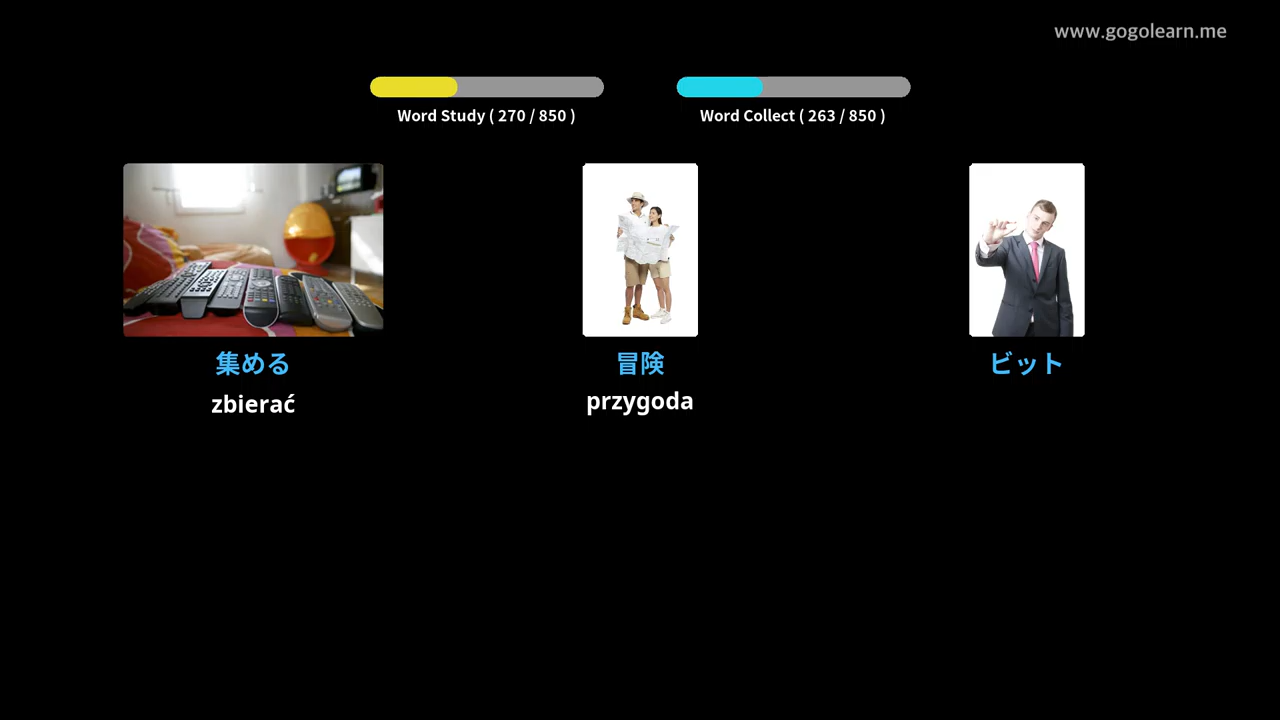 www.gogolearn.me
Word Study ( 270 / 850 )
Word Collect ( 263 / 850 )
集める
冒険
ビット
zbierać
przygoda